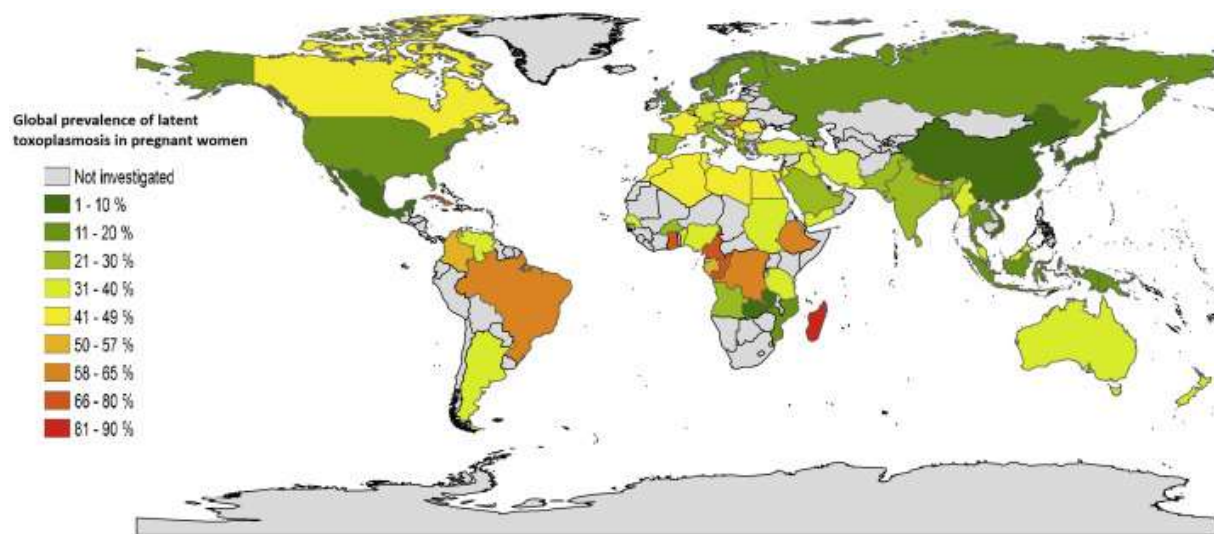 Global prevalence of latent
toxoplasmosis in pregnant women
Not investigated
1 - 10 %
11 - 20 %
21 - 30 %
31 - 40 %
41 - 49 %
50 - 57 %
58 - 65 %
66 - 80 %
81 - 90 %